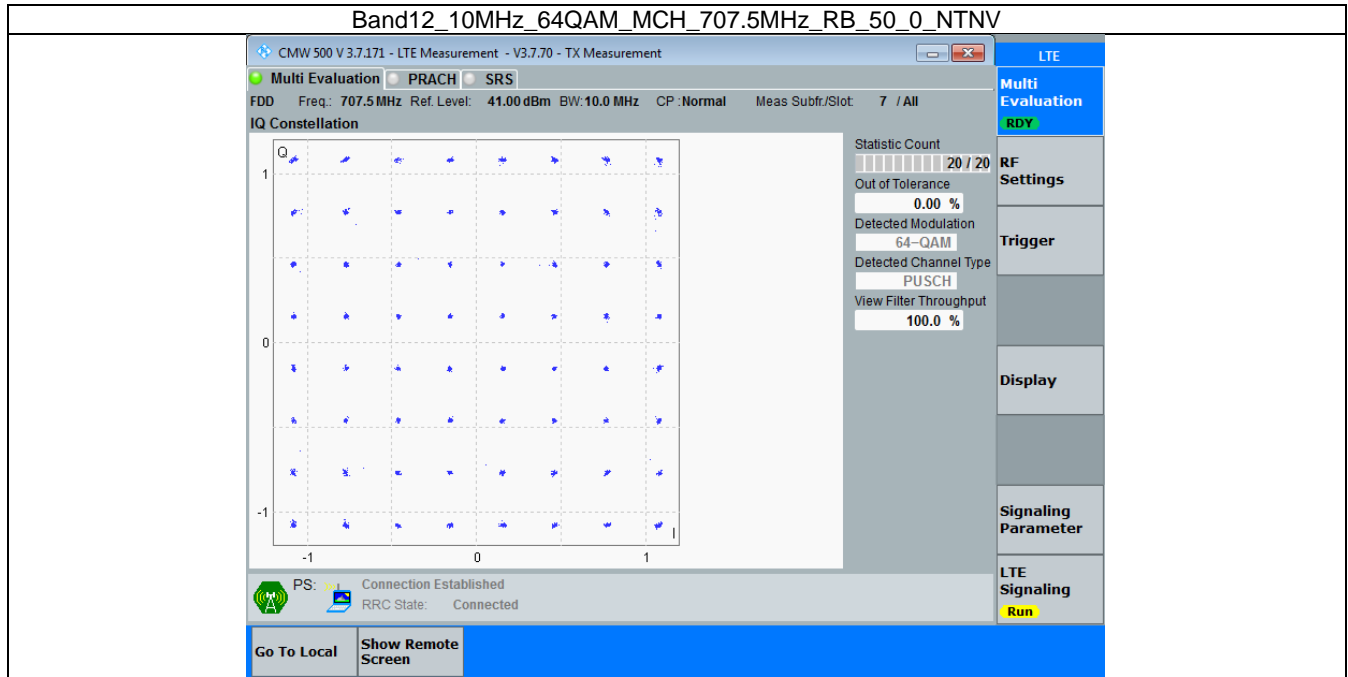 Band12_10MHz_64QAM_MCH_707.5MHz_RB_50_0_NTNV
CMW 500 V 3.7.171 - LTE Measurement - V3.7.70 - TX Measurement
LTE
Multi Evaluation PRACH SRS
FDD Freq.: 707.5 MHz Ref. Level: 41.00 dBm BW: 10.0 MHz CP : Normal Meas Subfr./Slot: 7 / All
IQ Constellation
Q
1
0
-1
-1 0 1
I
Statistic Count
20 / 20
Out of Tolerance
0.00 %
Detected Modulation
64-QAM
Detected Channel Type
PUSCH
View Filter Throughput
100.0 %
Multi
Evaluation
RDY
RF
Settings
Trigger
Display
Signaling
Parameter
LTE
Signaling
Run
PS: Connection Established
RRC State: Connected
Go To Local
Show Remote
Screen